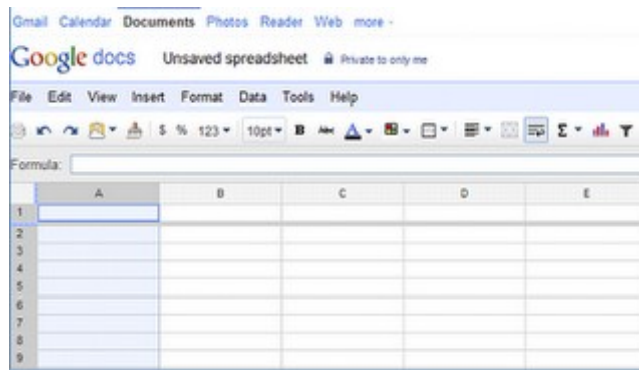 Gmail Calendar Documents Photos Reader Web more -
Google docs Unsaved spreadsheet Private to only me
File Edit View Insert Format Data Tools Help
$ % 123 10pt B Abc A Σ
Formula:
A B C D E
1
2
3
4
5
6
7
8
9